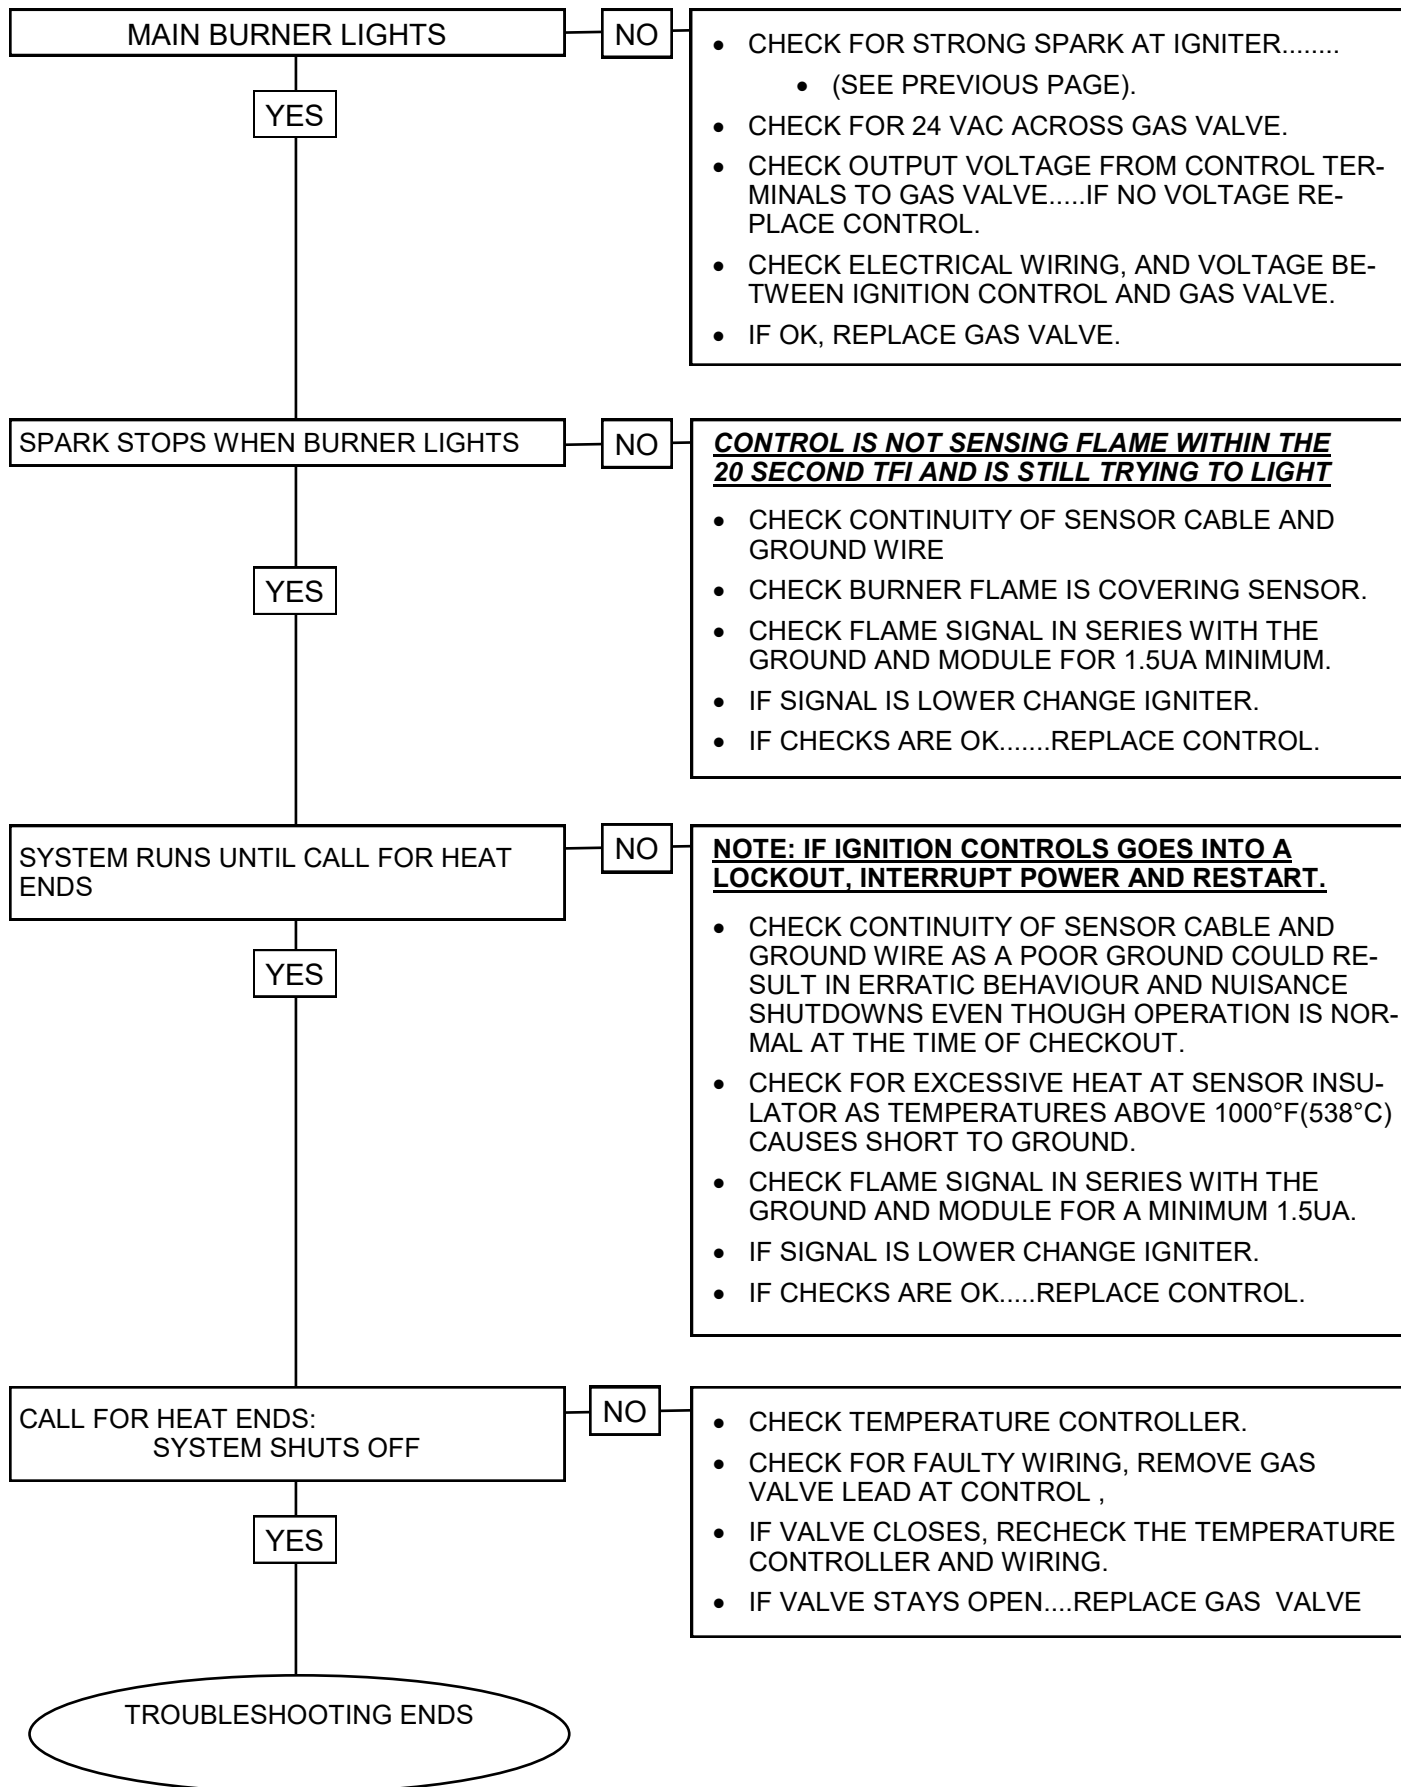 MAIN BURNER LIGHTS
NO
• CHECK FOR STRONG SPARK AT IGNITER........
• (SEE PREVIOUS PAGE).
• CHECK FOR 24 VAC ACROSS GAS VALVE.
• CHECK OUTPUT VOLTAGE FROM CONTROL TER-
MINALS TO GAS VALVE.....IF NO VOLTAGE RE-
PLACE CONTROL.
• CHECK ELECTRICAL WIRING, AND VOLTAGE BE-
TWEEN IGNITION CONTROL AND GAS VALVE.
• IF OK, REPLACE GAS VALVE.
YES
SPARK STOPS WHEN BURNER LIGHTS
NO
CONTROL IS NOT SENSING FLAME WITHIN THE
20 SECOND TFI AND IS STILL TRYING TO LIGHT
• CHECK CONTINUITY OF SENSOR CABLE AND
GROUND WIRE
• CHECK BURNER FLAME IS COVERING SENSOR.
• CHECK FLAME SIGNAL IN SERIES WITH THE
GROUND AND MODULE FOR 1.5UA MINIMUM.
• IF SIGNAL IS LOWER CHANGE IGNITER.
• IF CHECKS ARE OK.......REPLACE CONTROL.
YES
SYSTEM RUNS UNTIL CALL FOR HEAT
ENDS
NO
NOTE: IF IGNITION CONTROLS GOES INTO A
LOCKOUT, INTERRUPT POWER AND RESTART.
• CHECK CONTINUITY OF SENSOR CABLE AND
GROUND WIRE AS A POOR GROUND COULD RE-
SULT IN ERRATIC BEHAVIOUR AND NUISANCE
SHUTDOWNS EVEN THOUGH OPERATION IS NOR-
MAL AT THE TIME OF CHECKOUT.
• CHECK FOR EXCESSIVE HEAT AT SENSOR INSU-
LATOR AS TEMPERATURES ABOVE 1000°F(538°C)
CAUSES SHORT TO GROUND.
• CHECK FLAME SIGNAL IN SERIES WITH THE
GROUND AND MODULE FOR A MINIMUM 1.5UA.
• IF SIGNAL IS LOWER CHANGE IGNITER.
• IF CHECKS ARE OK.....REPLACE CONTROL.
YES
CALL FOR HEAT ENDS:
SYSTEM SHUTS OFF
NO
• CHECK TEMPERATURE CONTROLLER.
• CHECK FOR FAULTY WIRING, REMOVE GAS
VALVE LEAD AT CONTROL ,
• IF VALVE CLOSES, RECHECK THE TEMPERATURE
CONTROLLER AND WIRING.
• IF VALVE STAYS OPEN....REPLACE GAS VALVE
YES
TROUBLESHOOTING ENDS